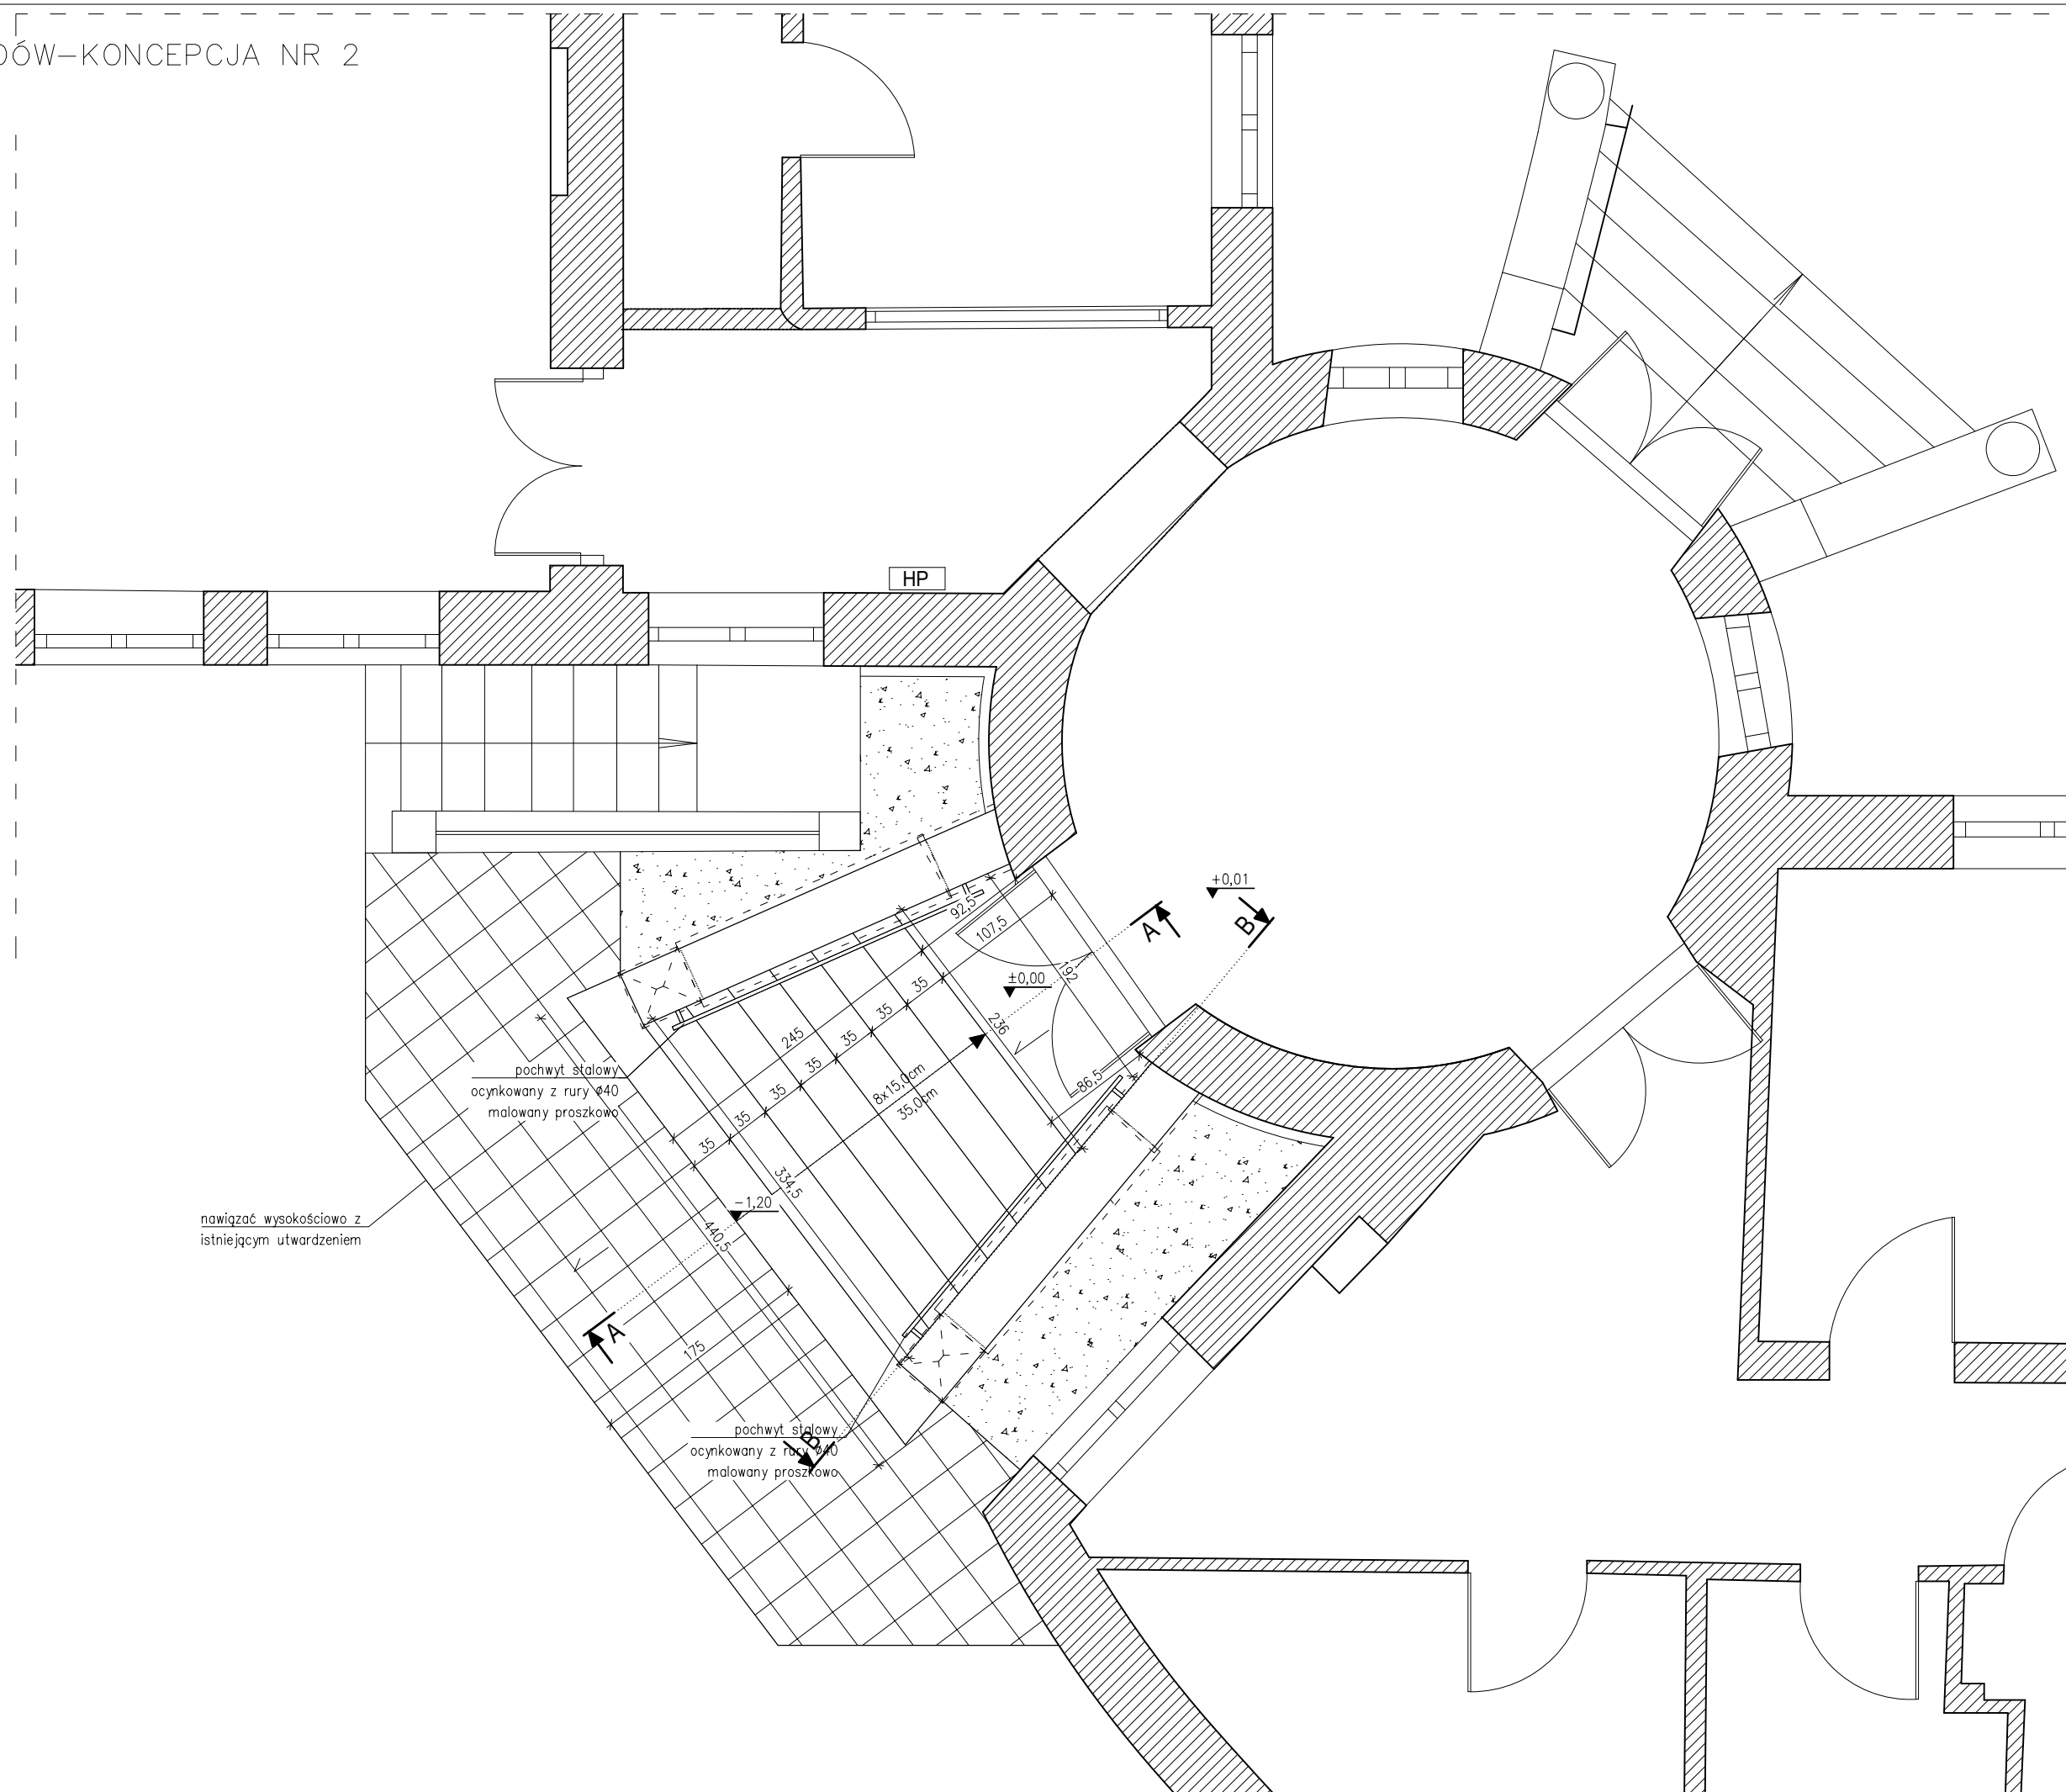 DÓW-KONCEPCJA NR 2
HP
+0,01
92,5
107,5
A
B
192
±0,00
35
236
35
35
245
35
35
35
35
8x15,0cm
35,0cm
86,5
pochwyt stalowy
ocynkowany z rury ø40
malowany proszkowo
334,5
-1,20
440,5
nawiązać wysokościowo z
istniejącym utwardzeniem
A
175
pochwyt stalowy
ocynkowany z rury ø40
malowany proszkowo
B